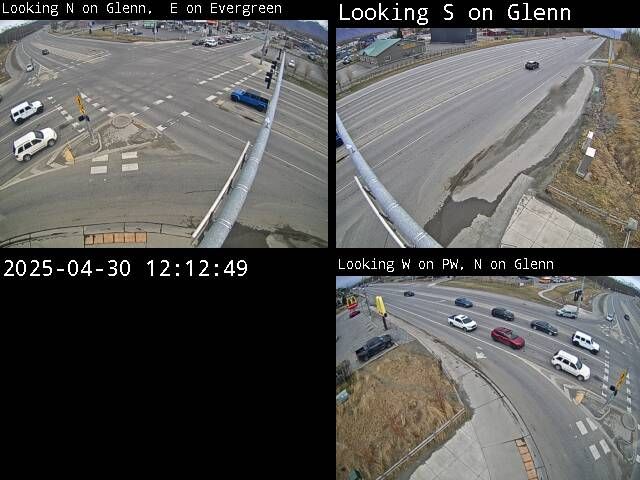 Looking N on Glenn, E on Evergreen
Looking S on Glenn
2025-04-30 12:12:49
Looking W on PW, N on Glenn